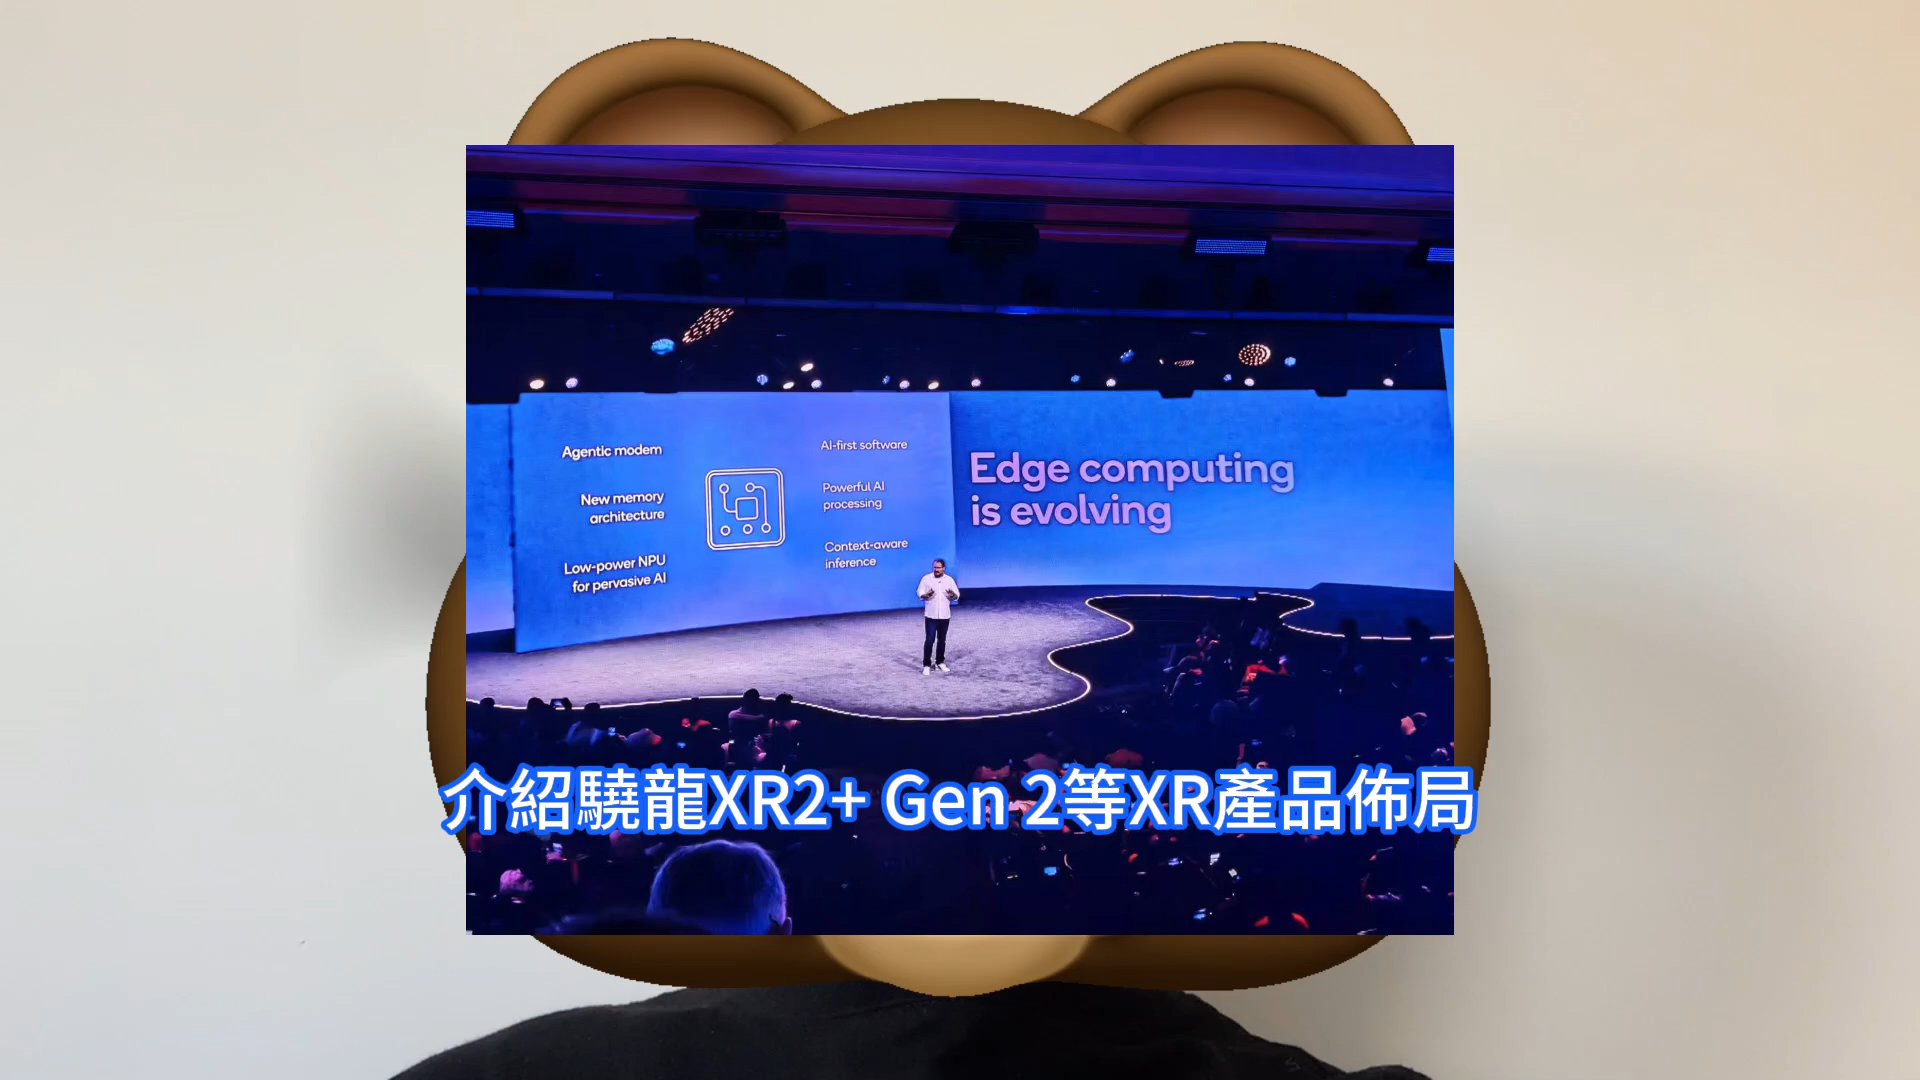 Agentic modem
New memory
architecture
Low-power NPU
for pervasive AI
AI-first software
Powerful AI
processing
Context-aware
inference
Edge computing
is evolving
介紹驍龍XR2+ Gen 2等XR產品佈局